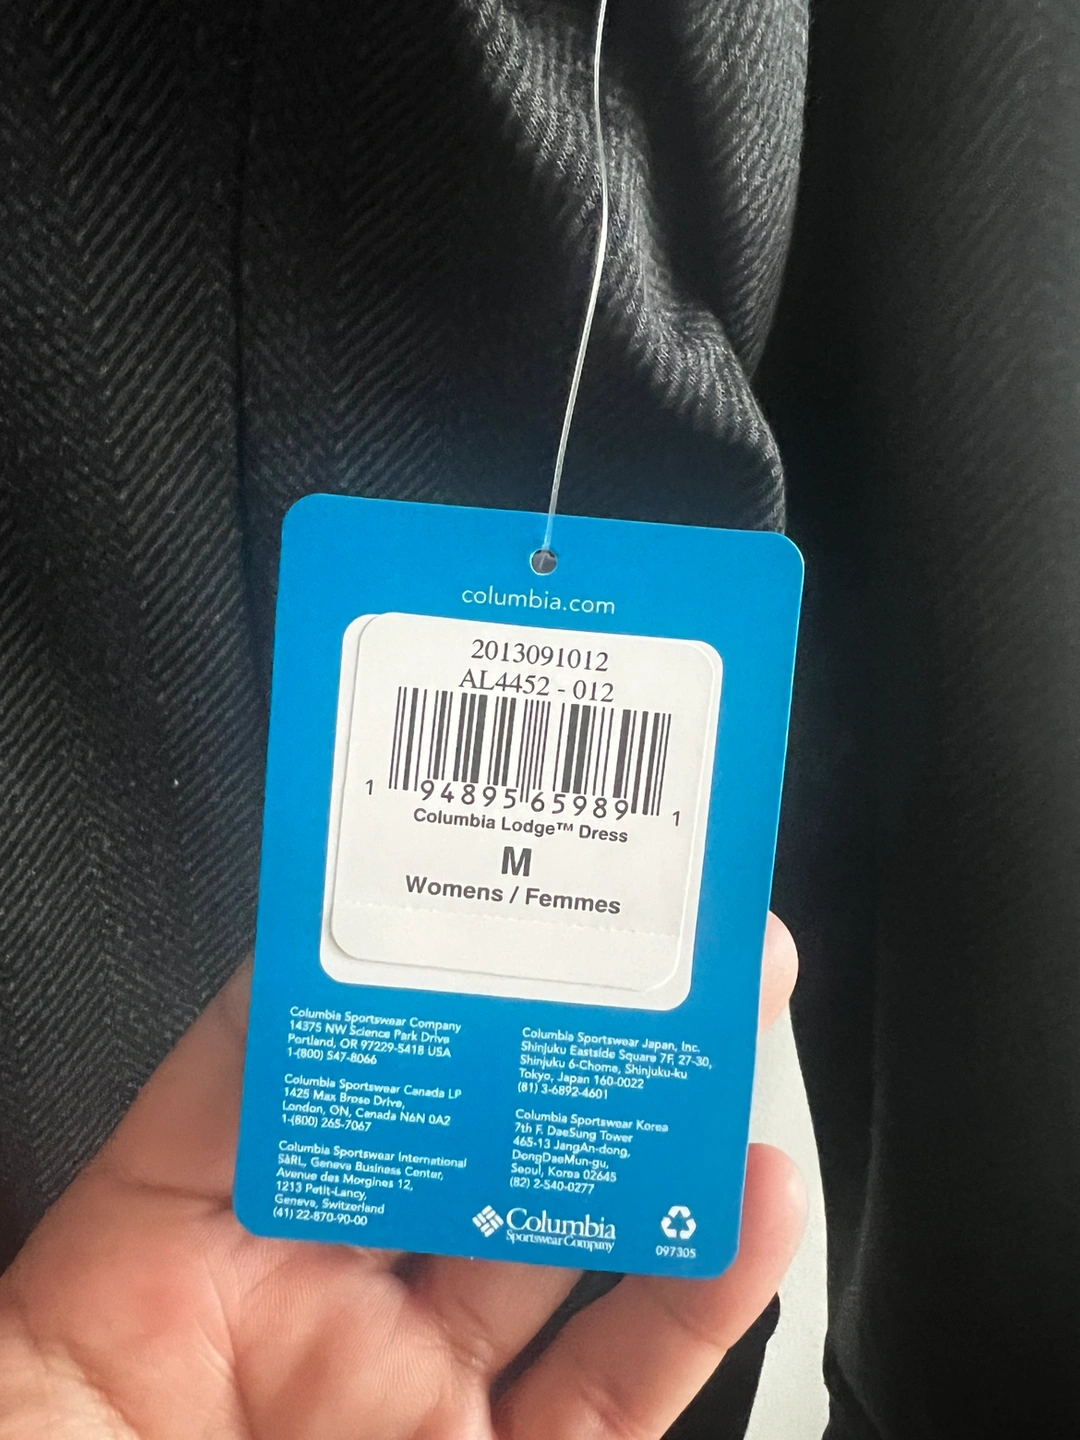 columbia.com
2013091012
AL4452 - 012
1 94895 65989 1
Columbia Lodge™ Dress
M
Womens / Femmes
Columbia Sportswear Company
14375 NW Science Park Drive
Portland, OR 97229-5418 USA
1-(800) 547-8066
Columbia Sportswear Canada LP
1425 Max Brose Drive,
London, ON, Canada N6N 0A2
1-(800) 265-7067
Columbia Sportswear International
SàRL, Geneva Business Center,
Avenue des Morgines 12,
1213 Petit-Lancy,
Geneva, Switzerland
(41) 22-870-90-00
Columbia Sportswear Japan, Inc.
Shinjuku Eastside Square 7F, 27-30,
Shinjuku 6-Chome, Shinjuku-ku
Tokyo, Japan 160-0022
(81) 3-6892-4601
Columbia Sportswear Korea
7th F. DaeSung Tower
465-13 JangAn-dong,
DongDaeMun-gu,
Seoul, Korea 02645
(82) 2-540-0277
Columbia
Sportswear Company
097305